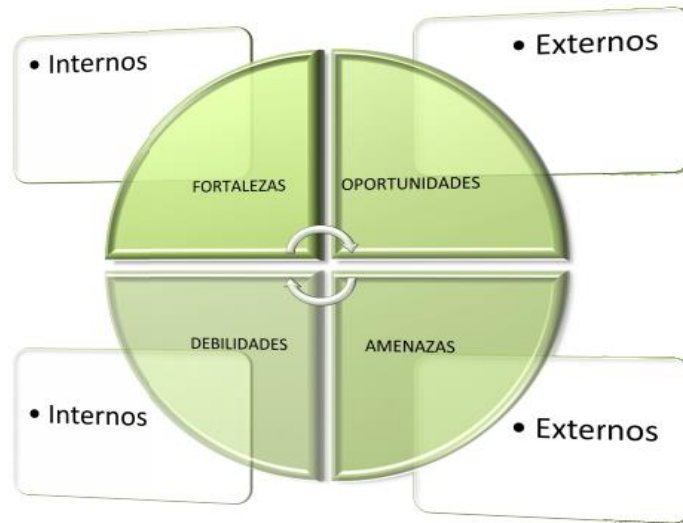 • Internos
• Externos
FORTALEZAS
OPORTUNIDADES
DEBILIDADES
AMENAZAS
• Internos
• Externos